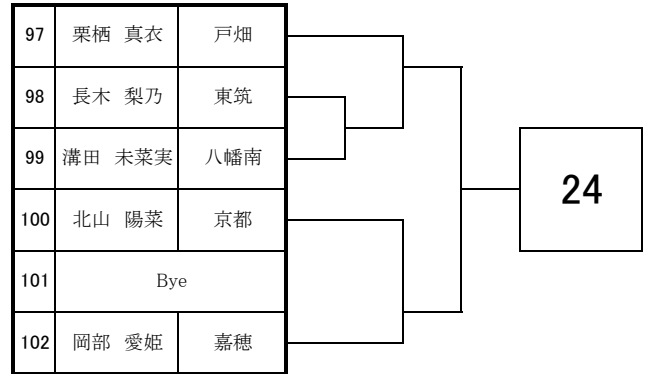 97 栗栖 真衣 戸畑
98 長木 梨乃 東筑
99 溝田 未菜実 八幡南
100 北山 陽菜 京都
101 Bye
102 岡部 愛姫 嘉穂
24